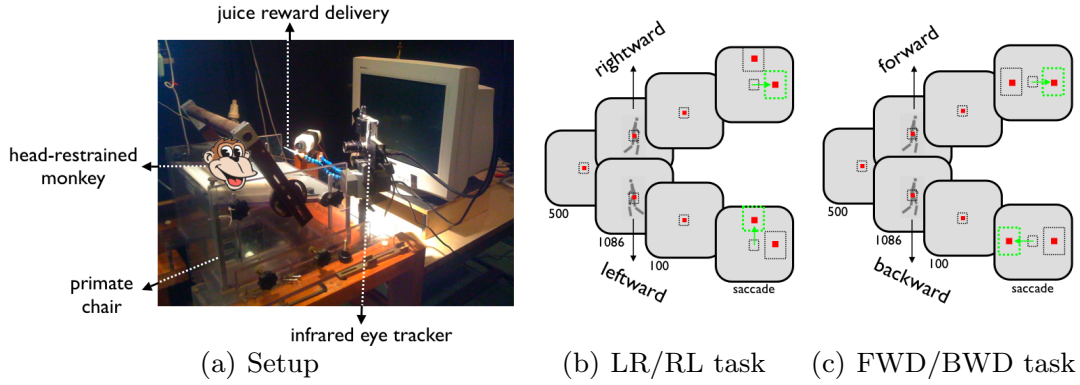 juice reward delivery
head-restrained
monkey
primate
chair
infrared eye tracker
(a) Setup
rightward
500
1086
leftward
100
saccade
(b) LR/RL task
forward
500
1086
backward
100
saccade
(c) FWD/BWD task